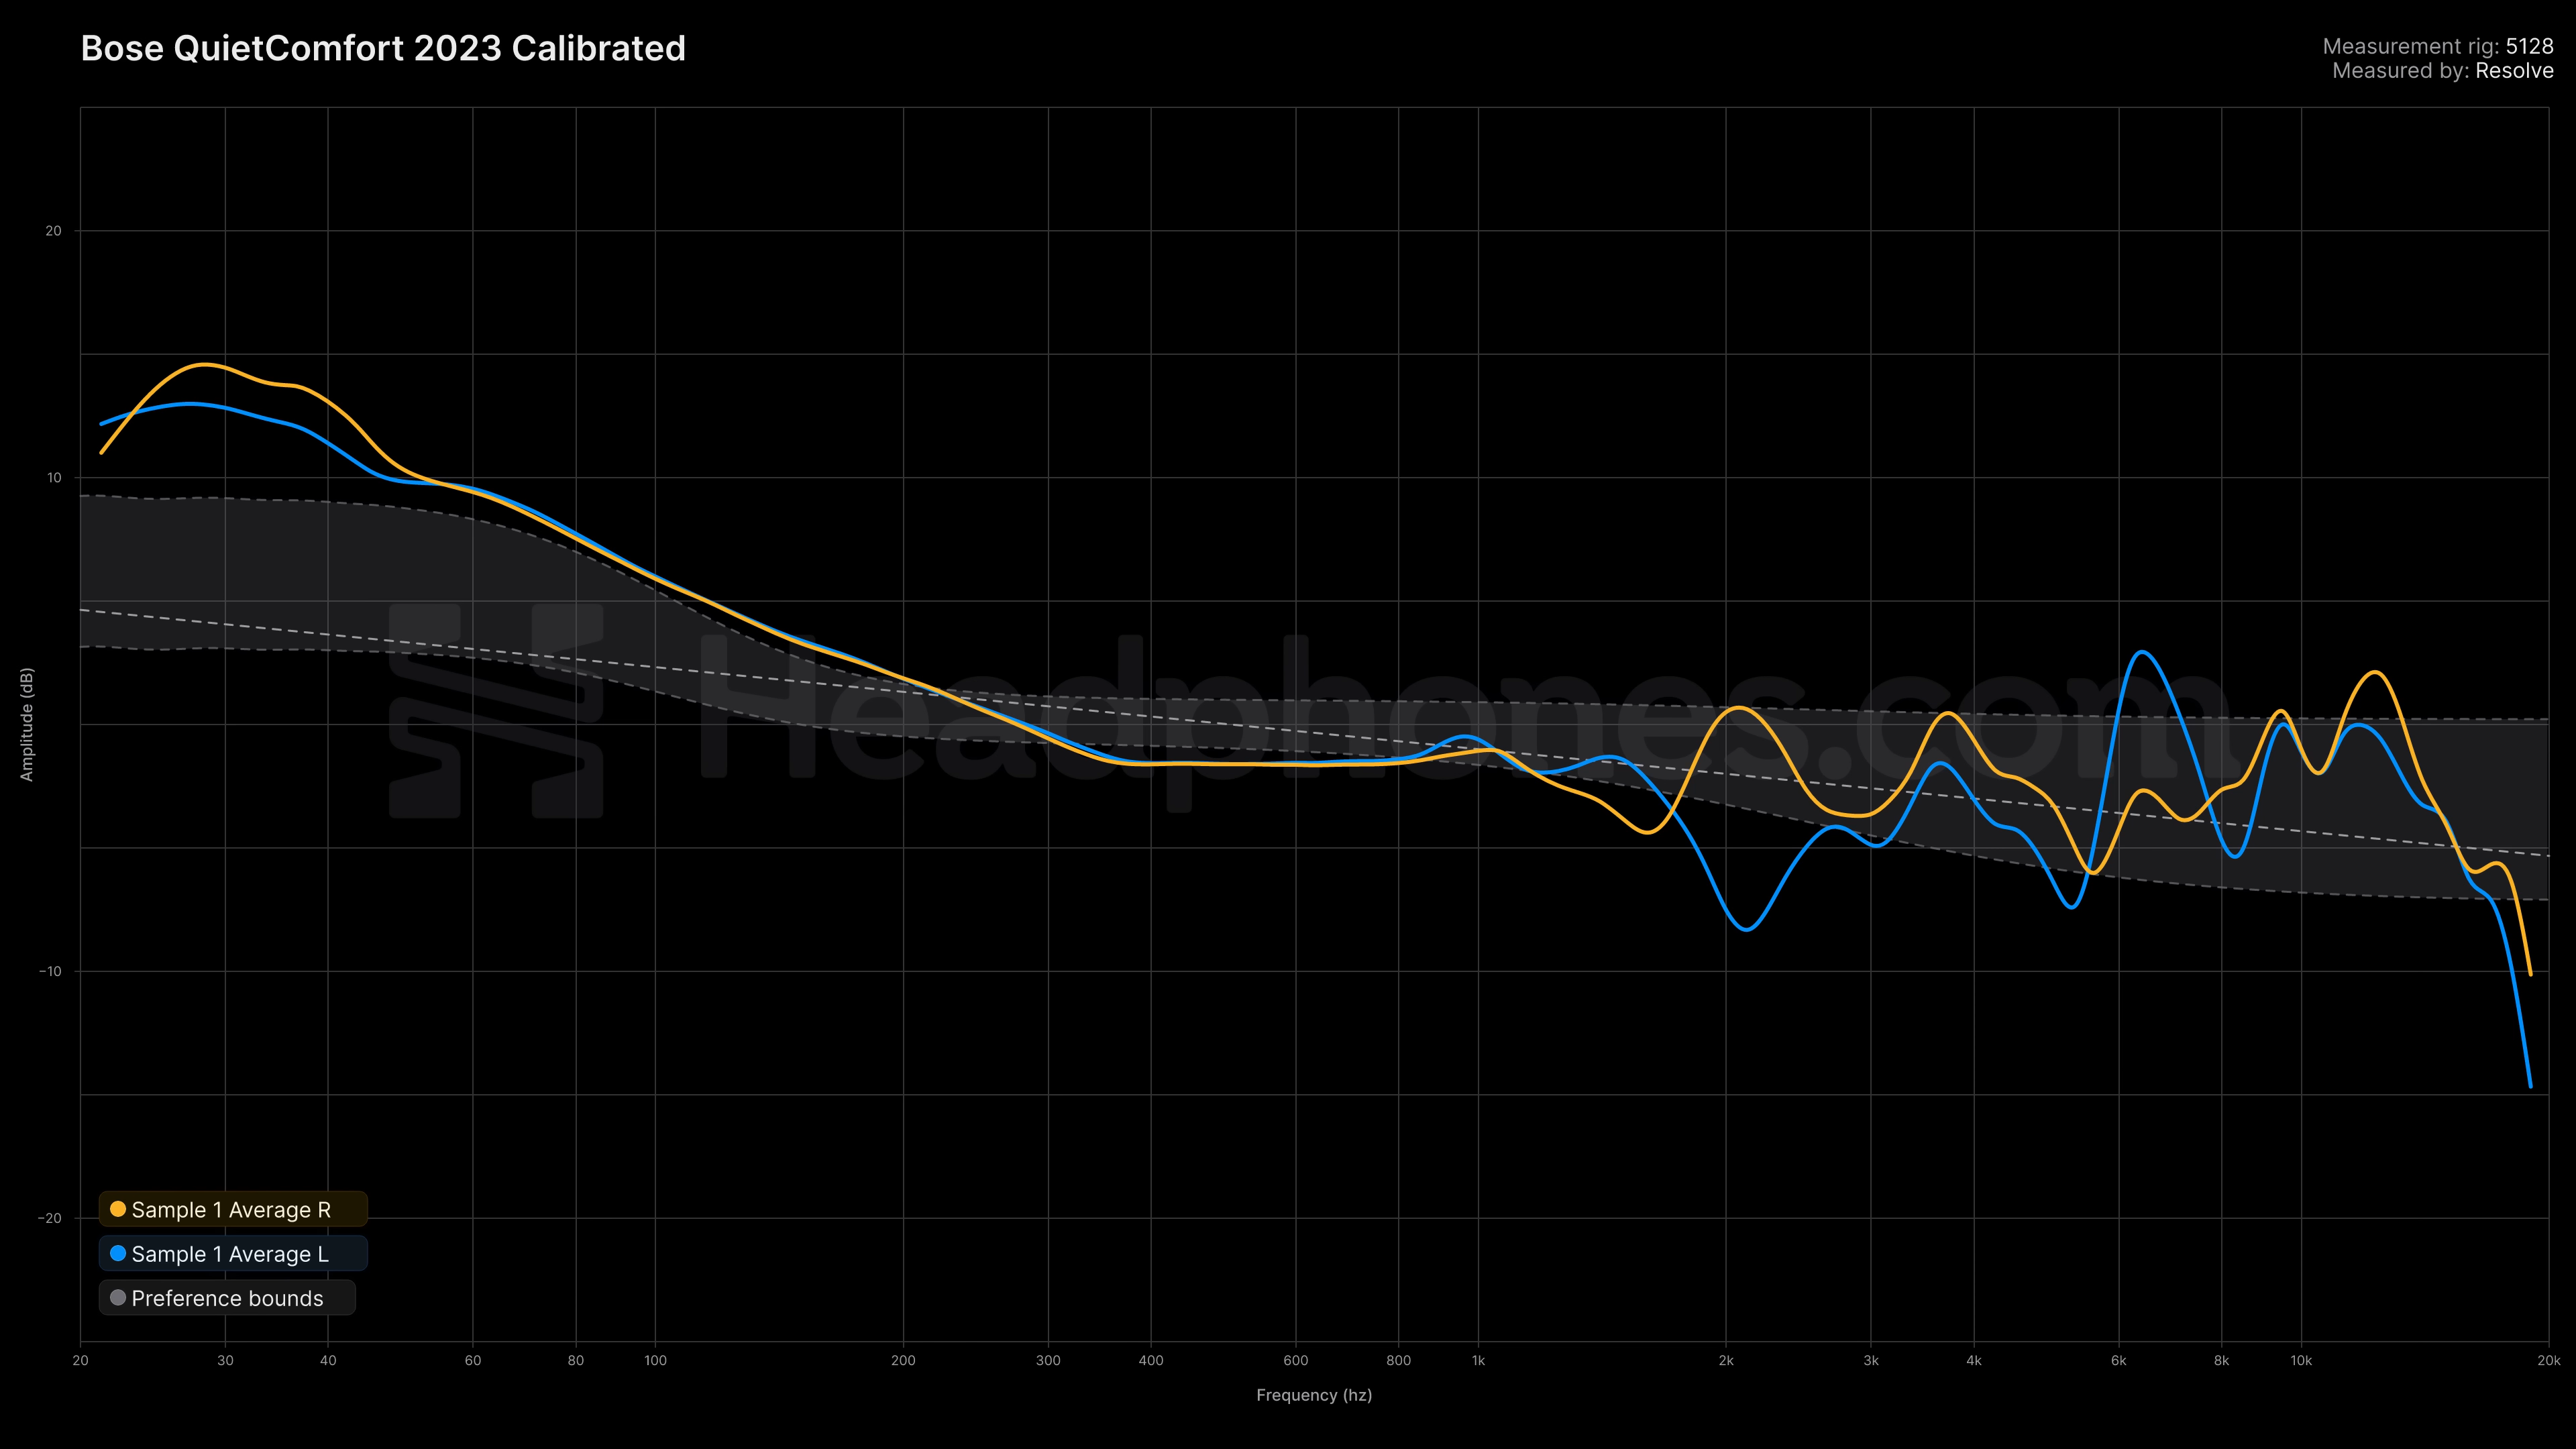 Bose QuietComfort 2023 Calibrated
Measurement rig: 5128
Measured by: Resolve
20
10
−10
−20
Amplitude (dB)
Headphones.com
Sample 1 Average R
Sample 1 Average L
Preference bounds
20 30 40 60 80 100 200 300 400 600 800 1k 2k 3k 4k 6k 8k 10k 20k
Frequency (hz)